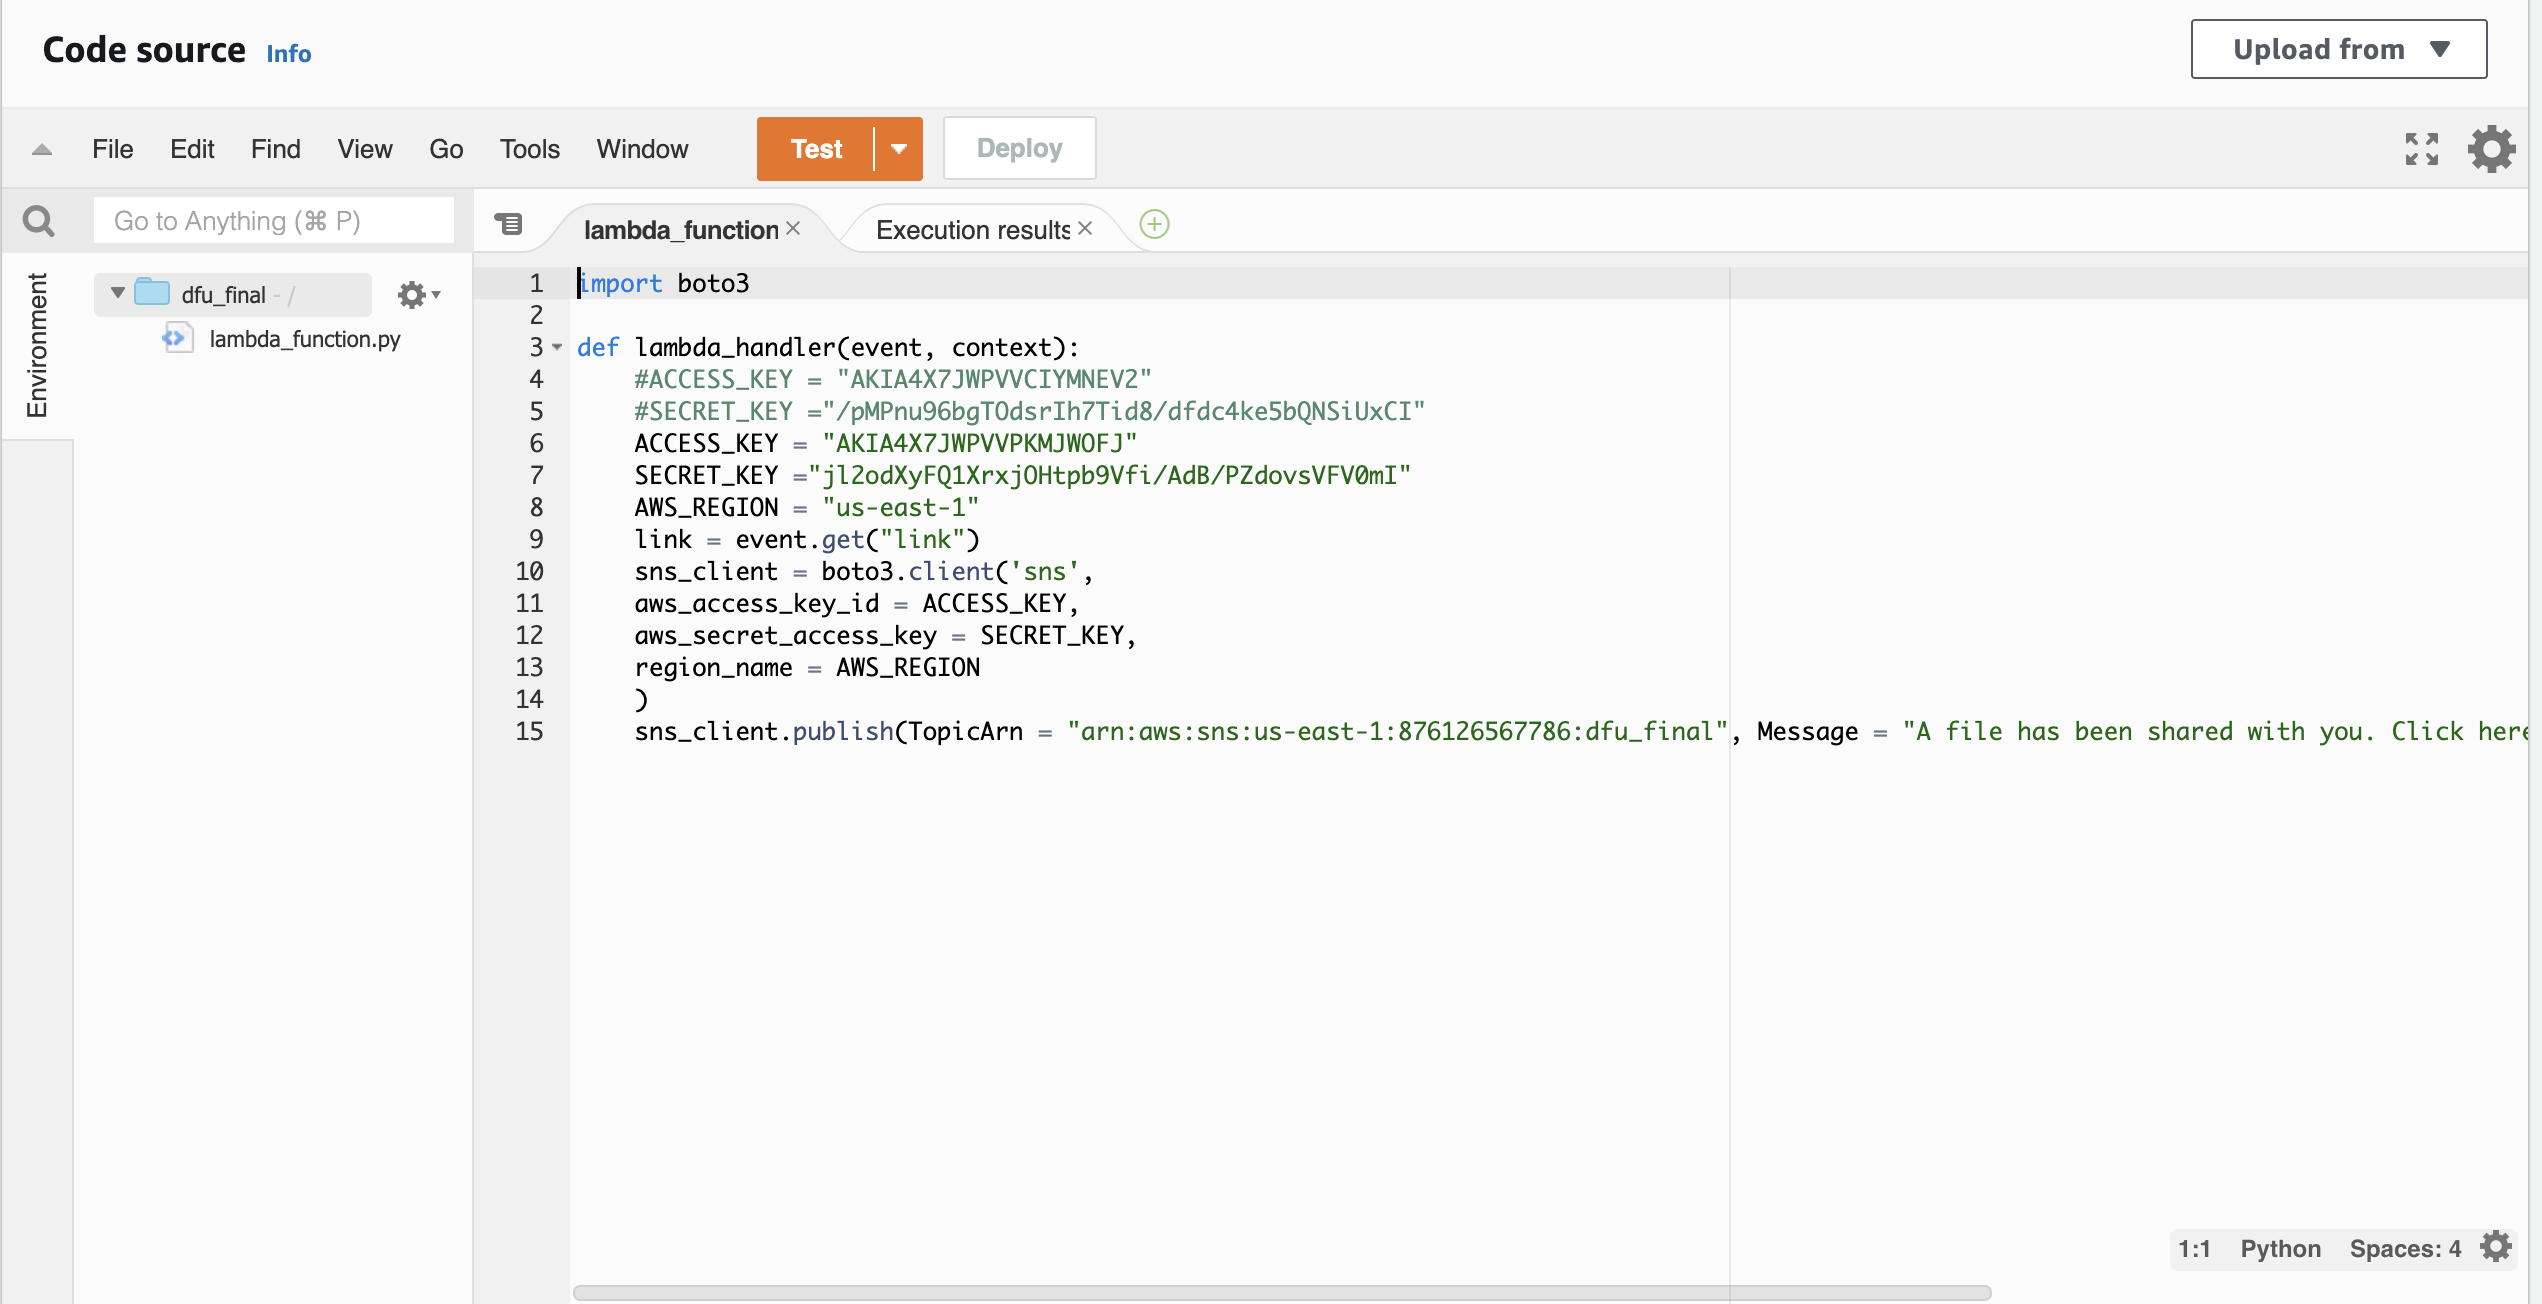 Code source Info
Upload from
File Edit Find View Go Tools Window Test Deploy
Go to Anything (⌘ P)
lambda_function Execution results
Environment
dfu_final - /
lambda_function.py
1 import boto3
2
3 def lambda_handler(event, context):
4 #ACCESS_KEY = "AKIA4X7JWPVVCIYMNEV2"
5 #SECRET_KEY ="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"
6 ACCESS_KEY = "AKIA4X7JWPVVPKMJWOFJ"
7 SECRET_KEY ="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"
8 AWS_REGION = "us-east-1"
9 link = event.get("link")
10 sns_client = boto3.client('sns',
11 aws_access_key_id = ACCESS_KEY,
12 aws_secret_access_key = SECRET_KEY,
13 region_name = AWS_REGION
14 )
15 sns_client.publish(TopicArn = "arn:aws:sns:us-east-1:876126567786:dfu_final", Message = "A file has been shared with you. Click here
1:1 Python Spaces: 4